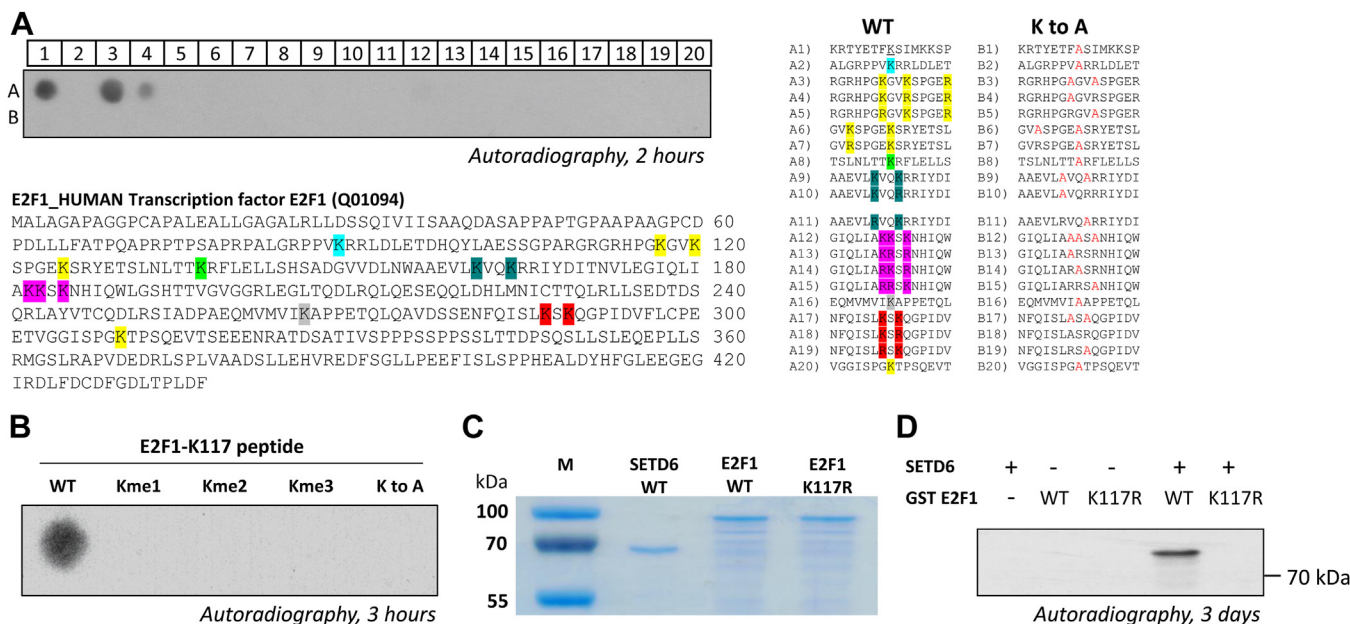 A
1 2 3 4 5 6 7 8 9 10 11 12 13 14 15 16 17 18 19 20
A
B
Autoradiography, 2 hours
E2F1_HUMAN Transcription factor E2F1 (Q01094)
MALAGAPAGGPCAPALEALLGAGALRLLDSSQIVIISAAQDASAPPAPTGPAAPAAGPCD 60
PDLLLFATPQAPRPTPSAPRPALGRPPVKRRLDLETDHQYLAESSGPARGRGRHPGKGVK 120
SPGEKSRYETSLNLTTKRFLELLSHSADGVVDLNWAAEVLKVQKRRIYDITNVLEGIQLI 180
AKKSKNHIQWLGSHTTVGVGGRLEGLTQDLRQLQESEQQLDHLMNICTTQLRLLSEDTDS 240
QRLAYVTCQDLRSIADPAEQMVMVIKAPPETQLQAVDSSENFQISLKSKQGPIDVFLCPE 300
ETVGGISPGKTPSQEVTSEEENRATDSATIVSPPPSSPPSSLTTDPSQSLLSLEQEPLLS 360
RMGSLRAPVDEDRLSPLVAADSLLEHVREDFSGLLPEEFISLSPPHEALDYHFGLEEGEG 420
IRDLFDCDFGDLTPLDF
WT
A1) KRTYETFKSIMKKSP
A2) ALGRPPVKRRLDLET
A3) RGRHPGKGVKSPGER
A4) RGRHPGKGVRSPGER
A5) RGRHPGRGVKSPGER
A6) GVKSPGEKSRYETSL
A7) GVRSPGEKSRYETSL
A8) TSLNLTTKRFLELLS
A9) AAEVLKVQKRRIYDI
A10) AAEVLKVQRRRIYDI
A11) AAEVLRVQKRRIYDI
A12) GIQLIAKKSKNHIQW
A13) GIQLIAKRSKNHIQW
A14) GIQLIARKSRNHIQW
A15) GIQLIARRSKNHIQW
A16) EQMVMVIKAPPETQL
A17) NFQISLKSKQGPIDV
A18) NFQISLKSRQGPIDV
A19) NFQISLRSKQGPIDV
A20) VGGISPGKTPSQEVT
K to A
B1) KRTYETFASIMKKSP
B2) ALGRPPVARRLDLET
B3) RGRHPGAGVASPGER
B4) RGRHPGAGVRSPGER
B5) RGRHPGRGVASPGER
B6) GVASPGEASRYETSL
B7) GVRSPGEASRYETSL
B8) TSLNLTTARFLELLS
B9) AAEVLAVQARRIYDI
B10) AAEVLAVQRRRIYDI
B11) AAEVLRVQARRIYDI
B12) GIQLIAAASANHIQW
B13) GIQLIAARSANHIQW
B14) GIQLIARASRNHIQW
B15) GIQLIARRSANHIQW
B16) EQMVMVIAAPPETQL
B17) NFQISLASAQGPIDV
B18) NFQISLASRQGPIDV
B19) NFQISLRSAQGPIDV
B20) VGGISPGATPSQEVT
B
E2F1-K117 peptide
WT Kme1 Kme2 Kme3 K to A
Autoradiography, 3 hours
C
M SETD6 WT E2F1 WT E2F1 K117R
kDa
100
70
55
D
SETD6 + - - + +
GST E2F1 - WT K117R WT K117R
70 kDa
Autoradiography, 3 days